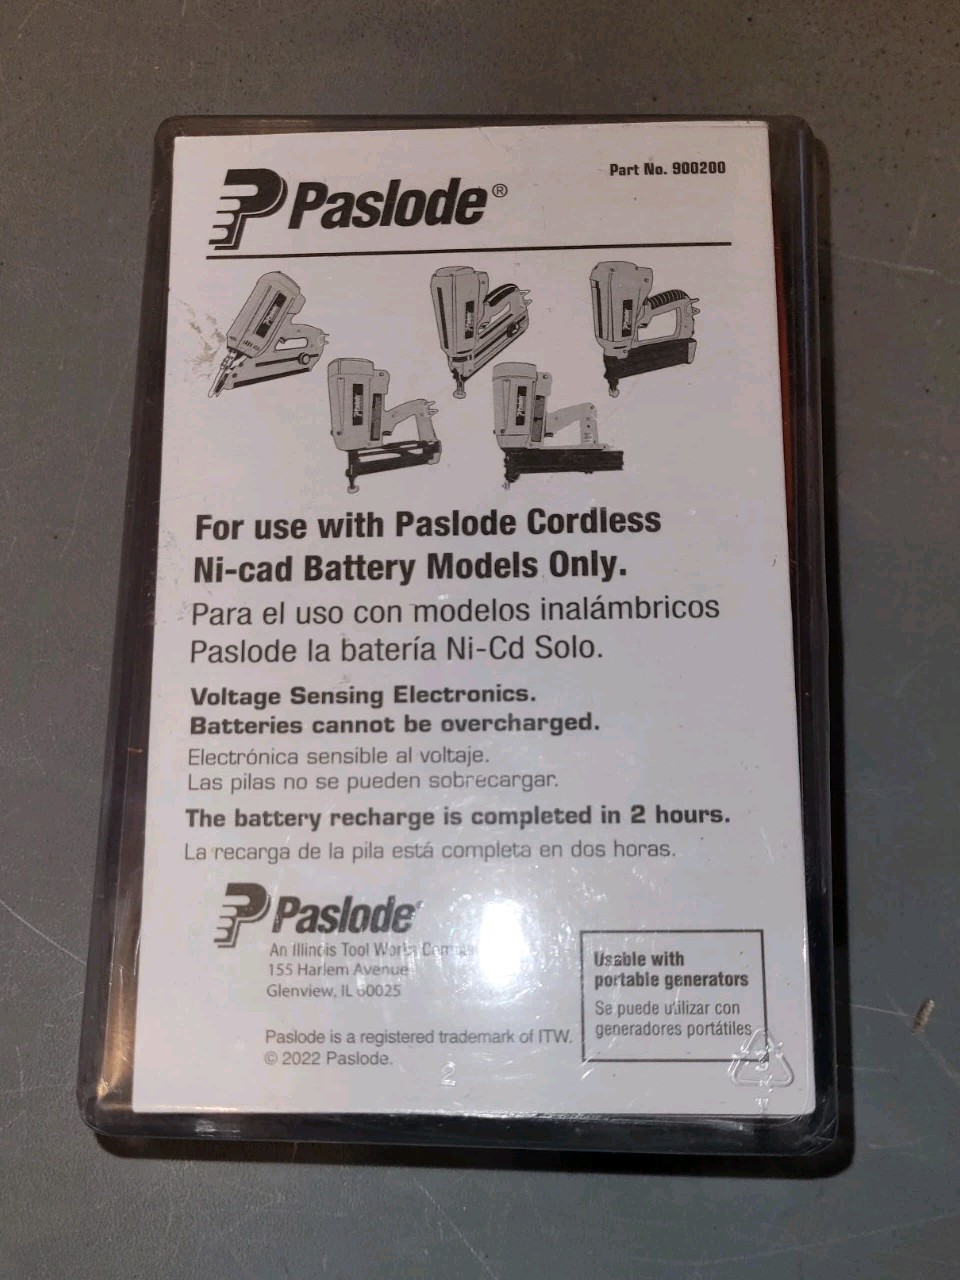 Part No. 900200
Paslode®
For use with Paslode Cordless
Ni-cad Battery Models Only.
Para el uso con modelos inalámbricos
Paslode la batería Ni-Cd Solo.
Voltage Sensing Electronics.
Batteries cannot be overcharged.
Electrónica sensible al voltaje.
Las pilas no se pueden sobrecargar.
The battery recharge is completed in 2 hours.
La recarga de la pila está completa en dos horas.
Paslode
An Illinois Tool Works
155 Harlem Avenue
Glenview, IL 60025
Usable with
portable generators
Se puede utilizar con
generadores portátiles
Paslode is a registered trademark of ITW.
© 2022 Paslode.
2